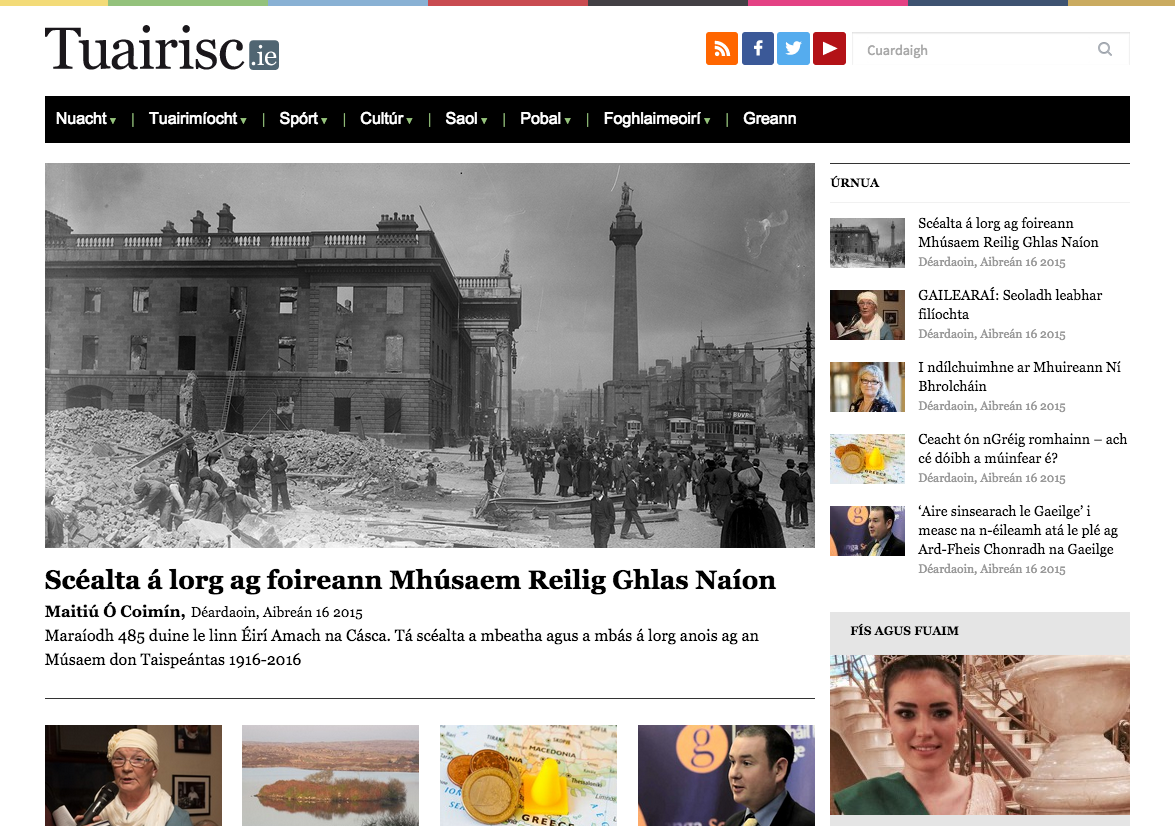 Tuairisc.ie
Cuardaigh
Nuacht | Tuairimíocht | Spórt | Cultúr | Saol | Pobal | Foghlaimeoirí | Greann
BOVRIL
Scéalta á lorg ag foireann Mhúsaem Reilig Ghlas Naíon
Maitiú Ó Coimín, Déardaoin, Aibreán 16 2015
Maraíodh 485 duine le linn Éirí Amach na Cásca. Tá scéalta a mbeatha agus a mbás á lorg anois ag an
Músaem don Taispeántas 1916-2016
MACEDONIA
GREECE
g
ÚRNUA
Scéalta á lorg ag foireann
Mhúsaem Reilig Ghlas Naíon
Déardaoin, Aibreán 16 2015
GAILEARAÍ: Seoladh leabhar
filíochta
Déardaoin, Aibreán 16 2015
I ndílchuimhne ar Mhuireann Ní
Bhrolcháin
Déardaoin, Aibreán 16 2015
GREECE
Ceacht ón nGréig romhainn – ach
cé dóibh a múinfear é?
Déardaoin, Aibreán 16 2015
g
‘Aire sinsearach le Gaeilge’ i
measc na n-éileamh atá le plé ag
Ard-Fheis Chonradh na Gaeilge
Déardaoin, Aibreán 16 2015
FÍS AGUS FUAIM